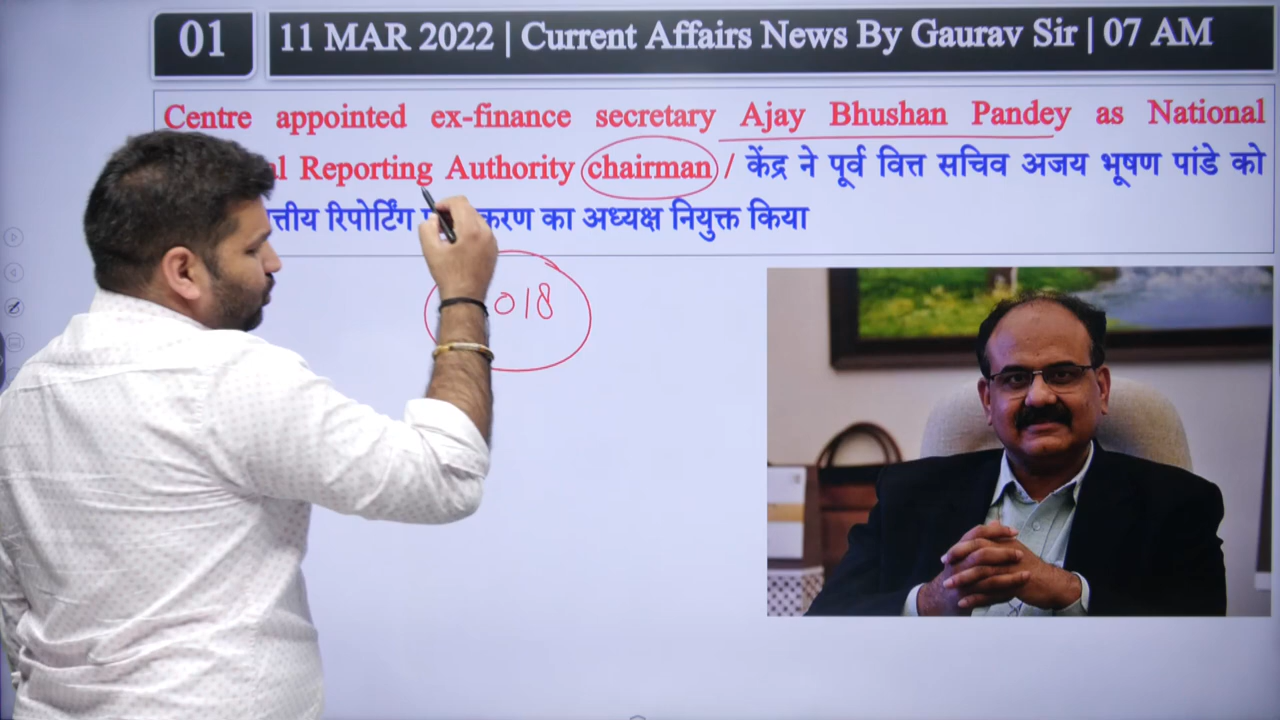 01
11 MAR 2022 | Current Affairs News By Gaurav Sir | 07 AM
Centre appointed ex-finance secretary Ajay Bhushan Pandey as National
Reporting Authority chairman / केंद्र ने पूर्व वित्त सचिव अजय भूषण पांडे को
रिपोर्टिंग का अध्यक्ष नियुक्त किया
018